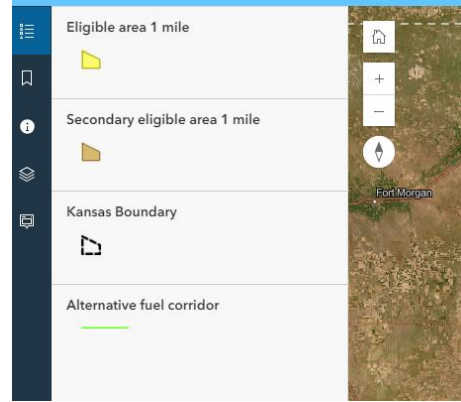 Eligible area 1 mile
Secondary eligible area 1 mile
Kansas Boundary
Alternative fuel corridor
Fort Morgan